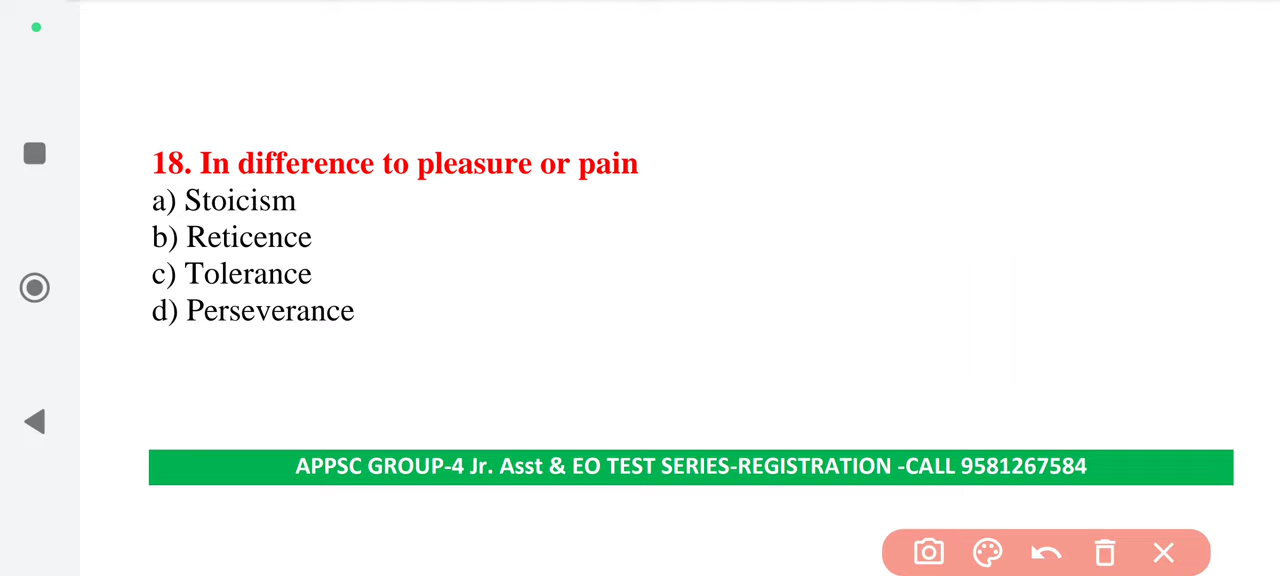 18. In difference to pleasure or pain
a) Stoicism
b) Reticence
c) Tolerance
d) Perseverance
APPSC GROUP-4 Jr. Asst & EO TEST SERIES-REGISTRATION -CALL 9581267584